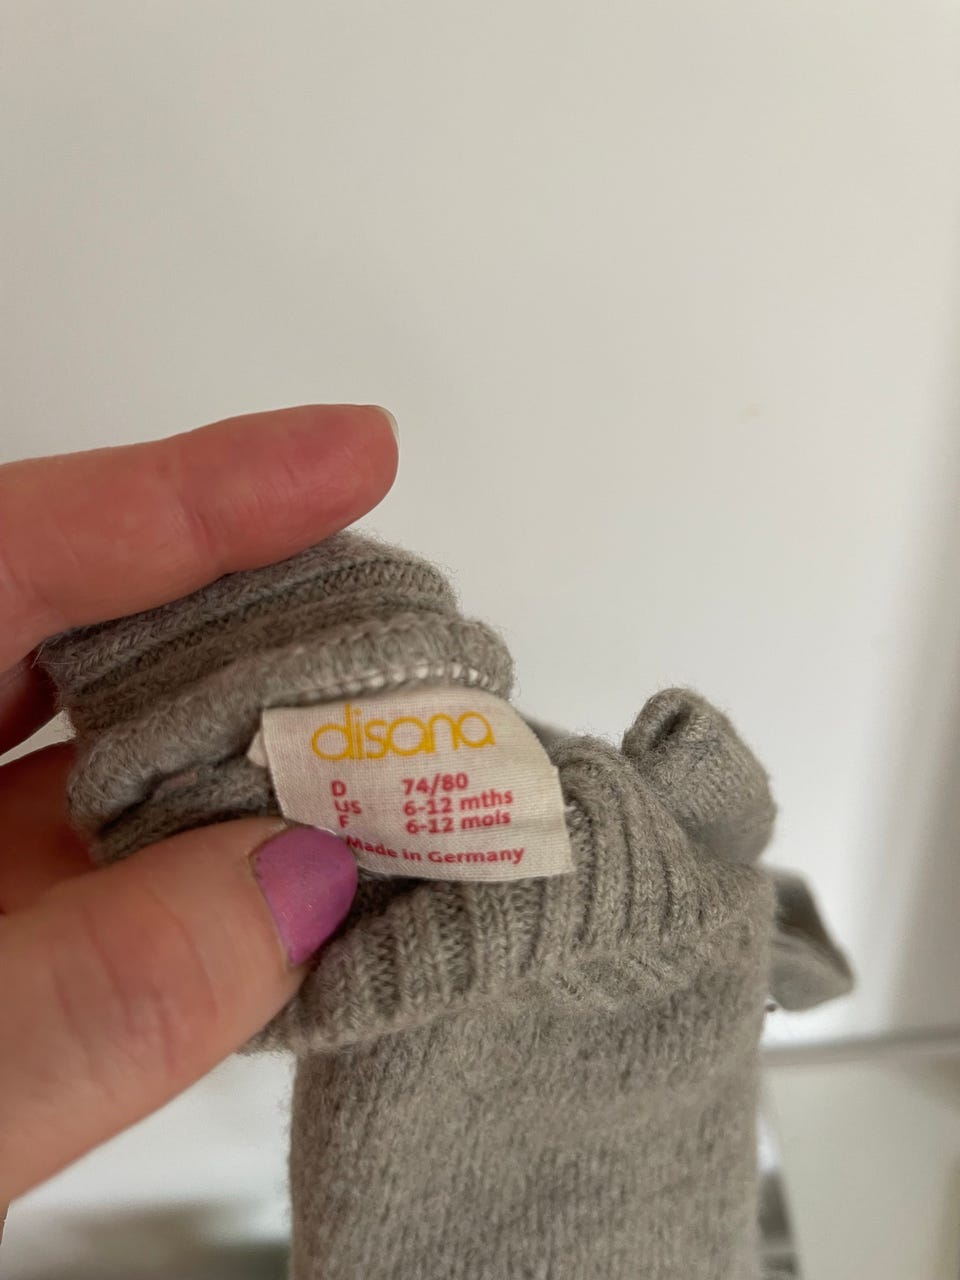 disana
D 74/80
US 6-12 mths
F 6-12 mois
Made in Germany